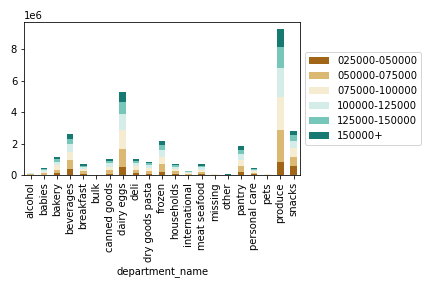 1e6
8
6
4
2
0
025000-050000
050000-075000
075000-100000
100000-125000
125000-150000
150000+
alcohol
babies
bakery
beverages
breakfast
bulk
canned goods
dairy eggs
deli
dry goods pasta
frozen
households
international
meat seafood
missing
other
pantry
personal care
pets
produce
snacks
department_name